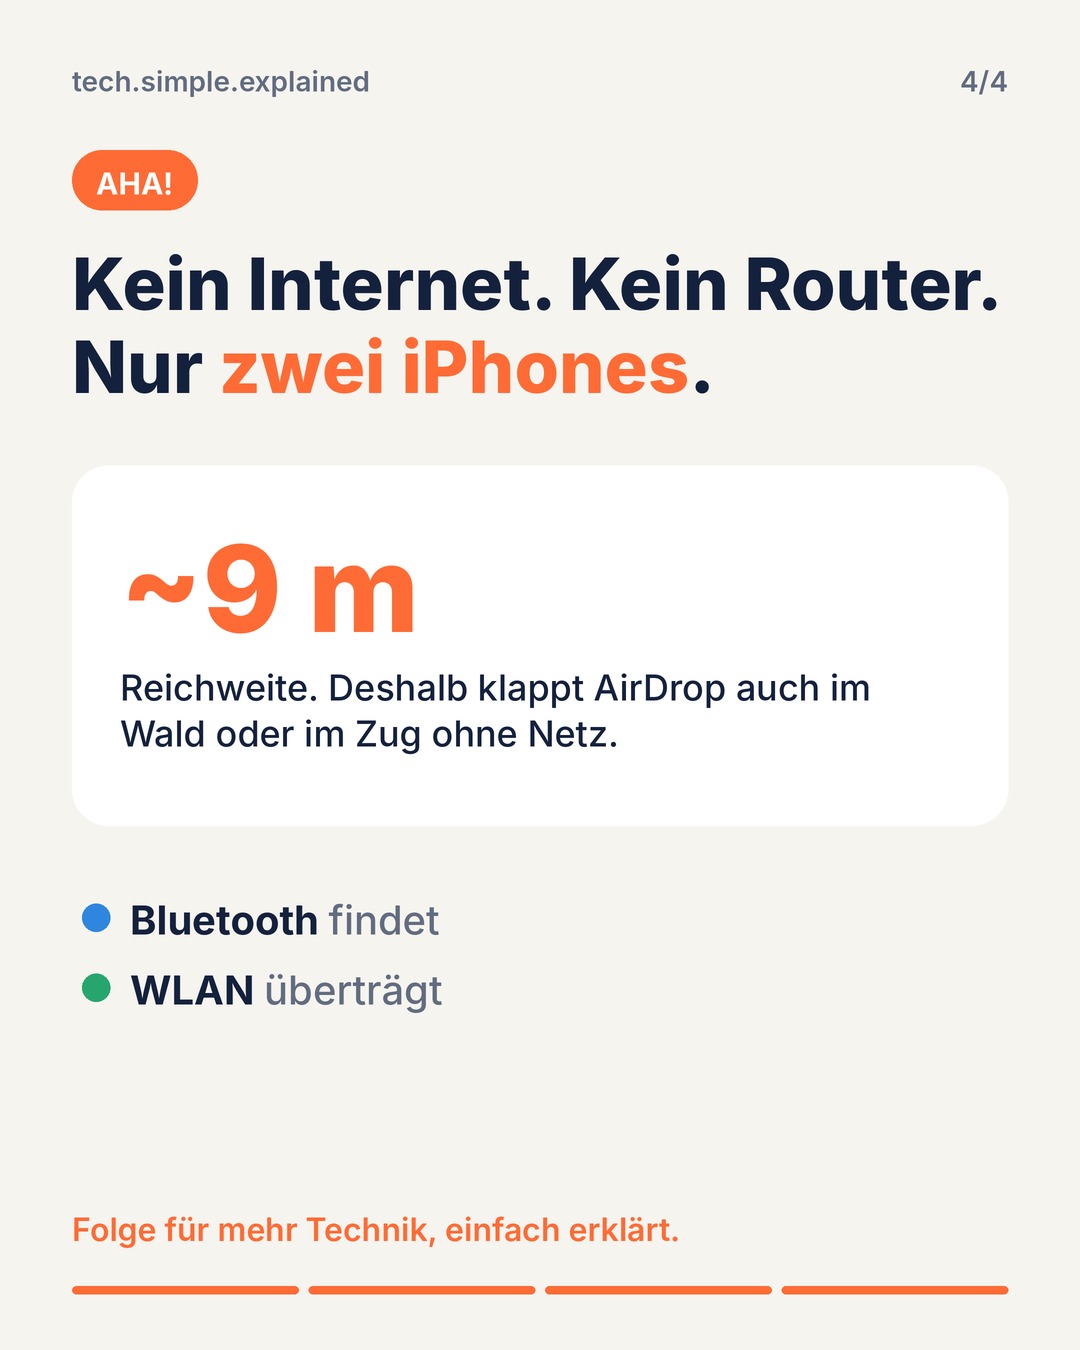 tech.simple.explained
4/4
AHA!
Kein Internet. Kein Router.
Nur zwei iPhones.
~9 m
Reichweite. Deshalb klappt AirDrop auch im
Wald oder im Zug ohne Netz.
Bluetooth findet
WLAN überträgt
Folge für mehr Technik, einfach erklärt.